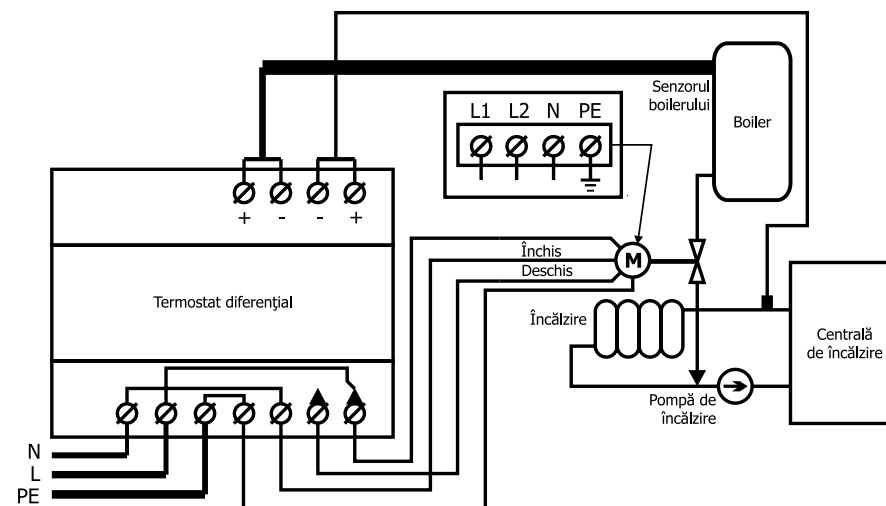 Senzorul
boilerului
Boiler
L1 L2 N PE
+ - - +
Închis
Deschis
M
Termostat diferenţial
Încălzire
Centrală
de încălzire
Pompă de
încălzire
N
L
PE